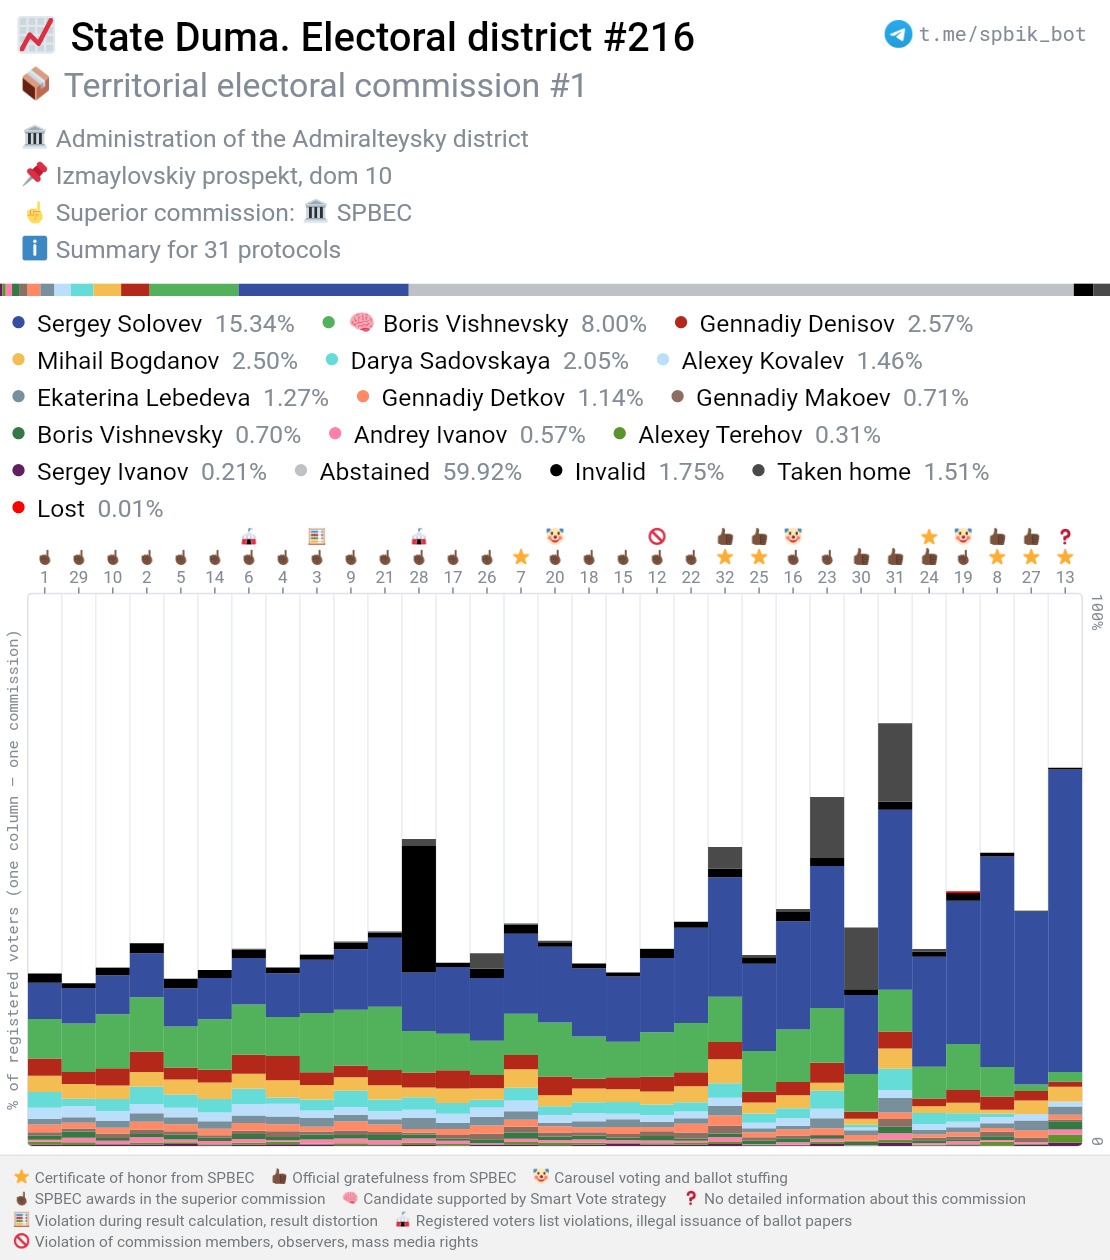 State Duma. Electoral district #216
t.me/spbik_bot
Territorial electoral commission #1
Administration of the Admiralteysky district
Izmaylovskiy prospekt, dom 10
Superior commission: SPBEC
Summary for 31 protocols
Sergey Solovev 15.34% Boris Vishnevsky 8.00% Gennadiy Denisov 2.57%
Mihail Bogdanov 2.50% Darya Sadovskaya 2.05% Alexey Kovalev 1.46%
Ekaterina Lebedeva 1.27% Gennadiy Detkov 1.14% Gennadiy Makoev 0.71%
Boris Vishnevsky 0.70% Andrey Ivanov 0.57% Alexey Terehov 0.31%
Sergey Ivanov 0.21% Abstained 59.92% Invalid 1.75% Taken home 1.51%
Lost 0.01%
1 29 10 2 5 14 6 4 3 9 21 28 17 26 7 20 18 15 12 22 32 25 16 23 30 31 24 19 8 27 13
100%
% of registered voters (one column – one commission)
0
Certificate of honor from SPBEC Official gratefulness from SPBEC Carousel voting and ballot stuffing
SPBEC awards in the superior commission Candidate supported by Smart Vote strategy ? No detailed information about this commission
Violation during result calculation, result distortion Registered voters list violations, illegal issuance of ballot papers
Violation of commission members, observers, mass media rights